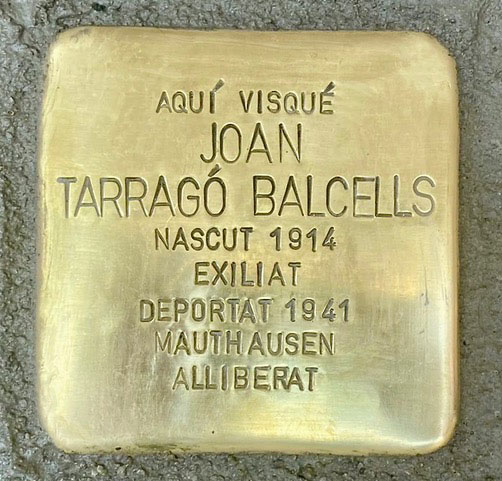 AQUÍ VISQUÉ
JOAN
TARRAGÓ BALCELLS
NASCUT 1914
EXILIAT
DEPORTAT 1941
MAUTHAUSEN
ALLIBERAT